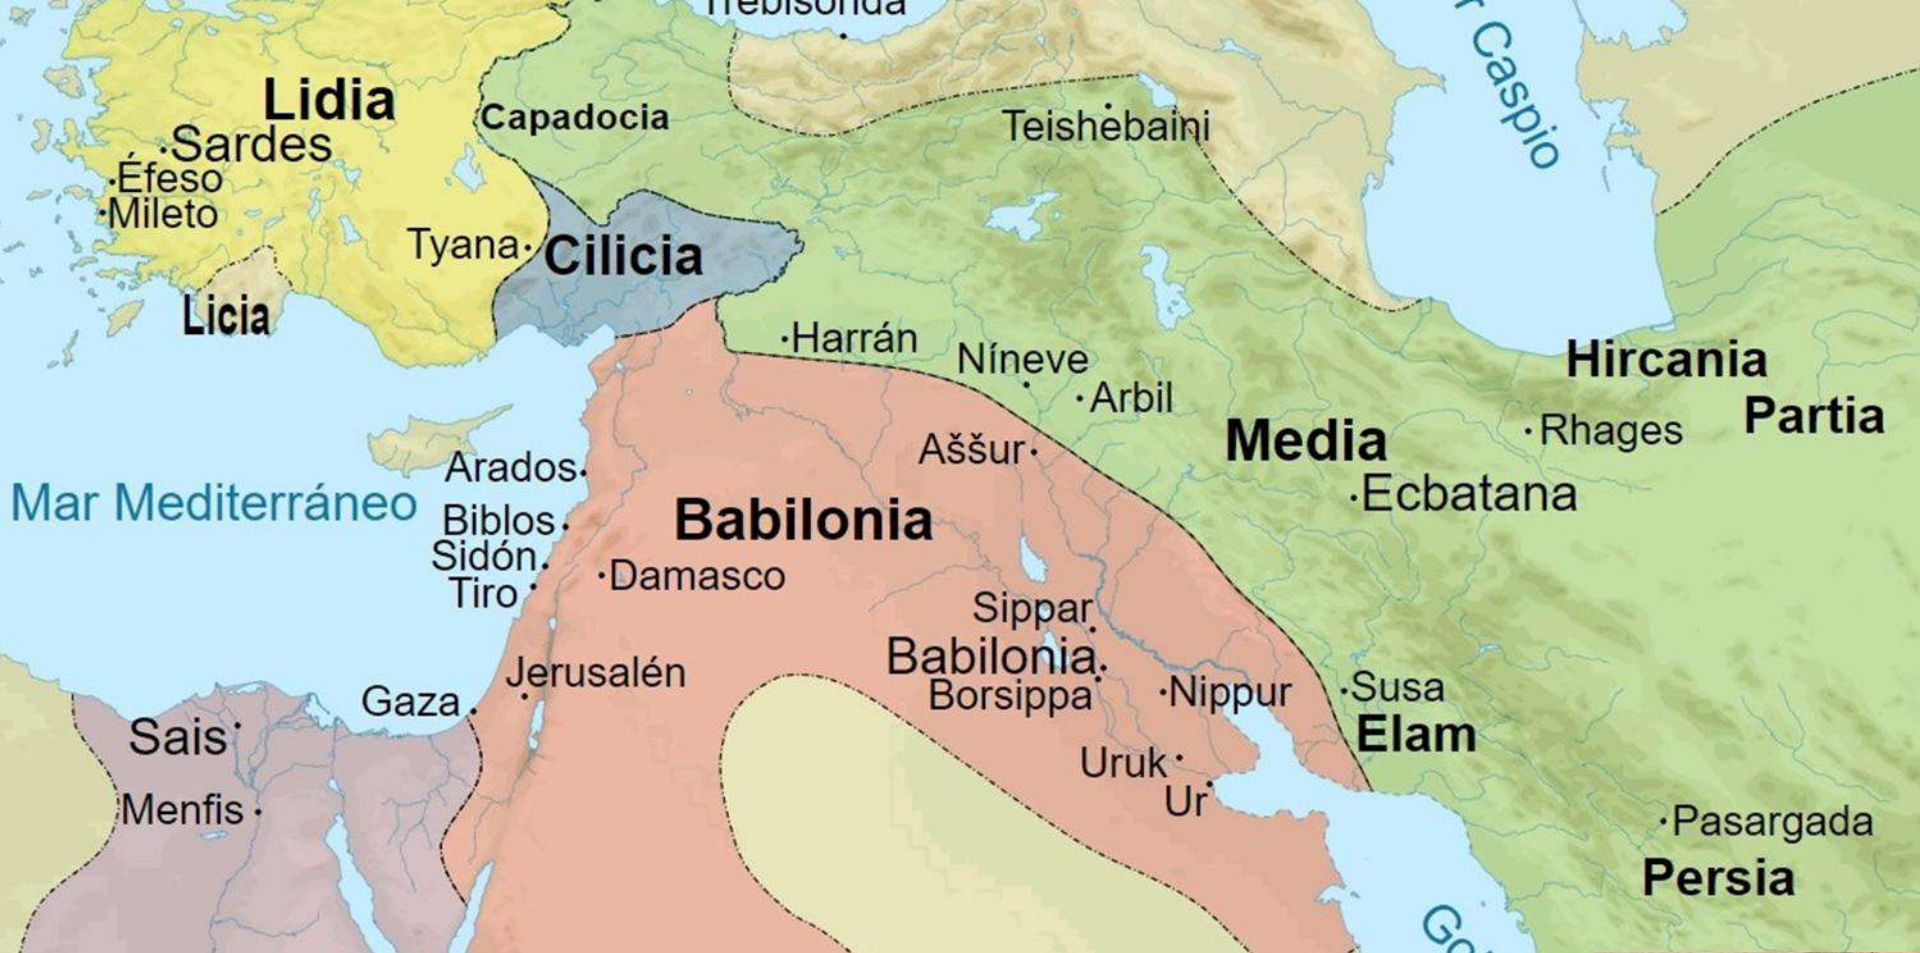 Trebisonda
r Caspio
Lidia
Capadocia
Teishebaini
Sardes
Éfeso
Mileto
Tyana
Cilicia
Licia
Harrán
Níneve
Arbil
Hircania
Partia
Media
Rhages
Aššur
Ecbatana
Arados
Mar Mediterráneo
Biblos
Babilonia
Sidón
Tiro
Damasco
Sippar
Babilonia
Borsippa
Jerusalén
Gaza
Nippur
Susa
Elam
Sais
Uruk
Ur
Menfis
Pasargada
Persia